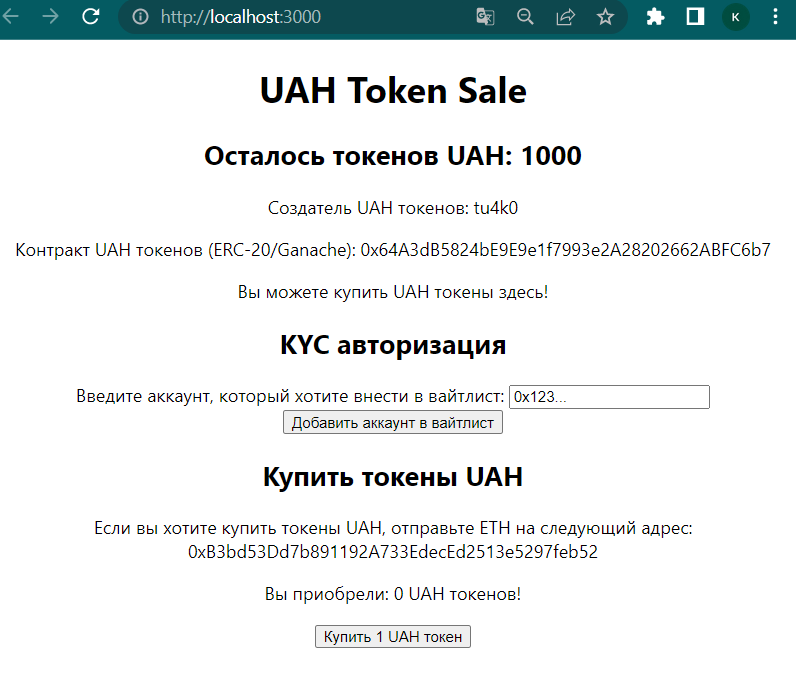 http://localhost:3000
K
UAH Token Sale
Осталось токенов UAH: 1000
Создатель UAH токенов: tu4k0
Контракт UAH токенов (ERC-20/Ganache): 0x64A3dB5824bE9E9e1f7993e2A28202662ABFC6b7
Вы можете купить UAH токены здесь!
KYC авторизация
Введите аккаунт, который хотите внести в вайтлист: 0x123...
Добавить аккаунт в вайтлист
Купить токены UAH
Если вы хотите купить токены UAH, отправьте ETH на следующий адрес:
0xB3bd53Dd7b891192A733EdecEd2513e5297feb52
Вы приобрели: 0 UAH токенов!
Купить 1 UAH токен